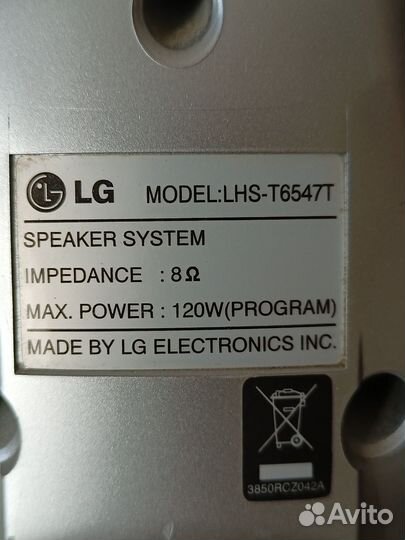 LG MODEL:LHS-T6547T
SPEAKER SYSTEM
IMPEDANCE : 8Ω
MAX. POWER : 120W(PROGRAM)
MADE BY LG ELECTRONICS INC.
3850RCZ042A
Avito